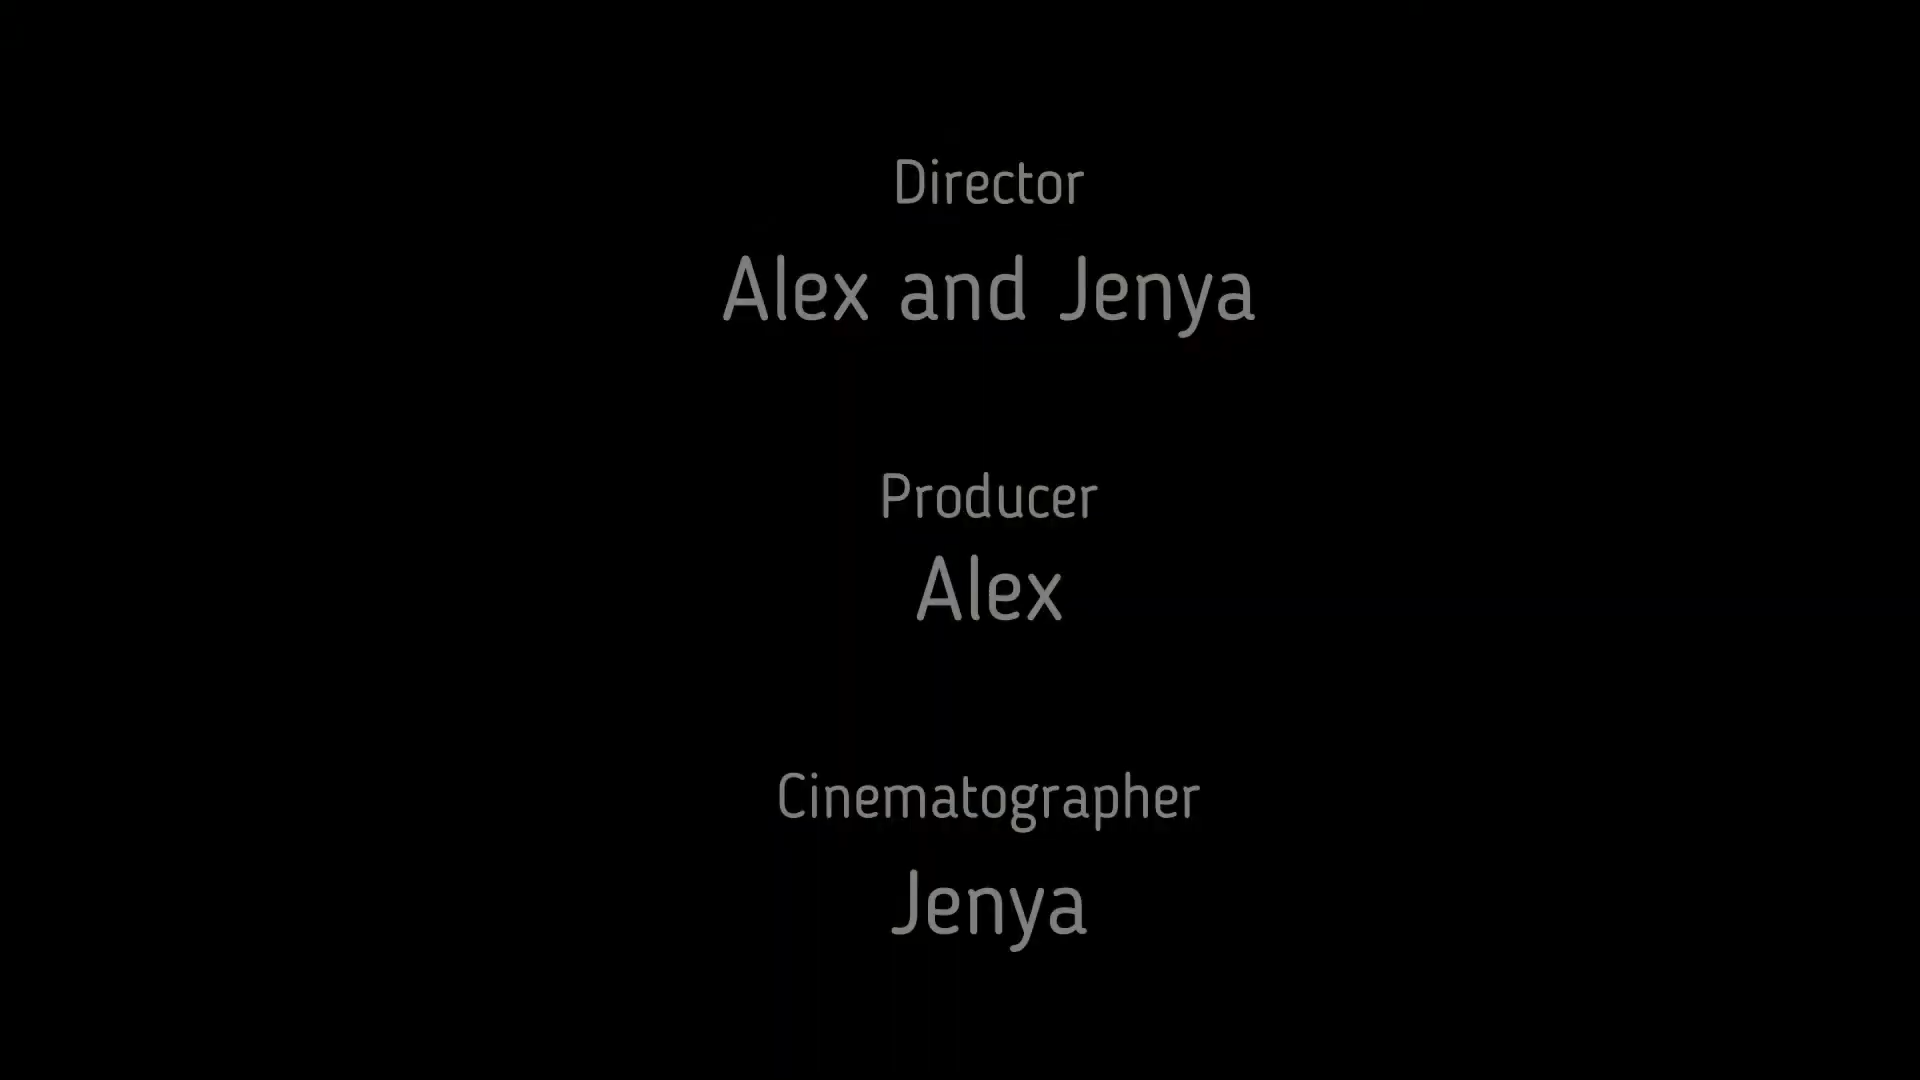 Director
Alex and Jenya
Producer
Alex
Cinematographer
Jenya